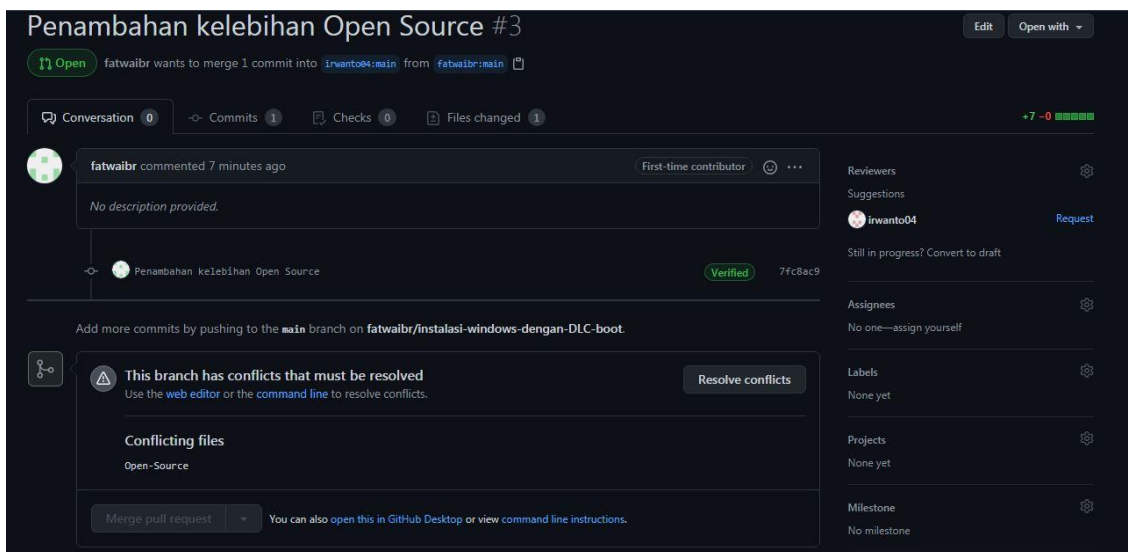 Penambahan kelebihan Open Source #3
Edit
Open with
Open
fatwaibr wants to merge 1 commit into irwanto04:main from fatwaibr:main
Conversation 0
Commits 1
Checks 0
Files changed 1
+7 −0
fatwaibr commented 7 minutes ago
First-time contributor
No description provided.
Penambahan kelebihan Open Source
Verified
7fc8ac9
Add more commits by pushing to the main branch on fatwaibr/instalasi-windows-dengan-DLC-boot.
This branch has conflicts that must be resolved
Use the web editor or the command line to resolve conflicts.
Resolve conflicts
Conflicting files
Open-Source
Merge pull request
You can also open this in GitHub Desktop or view command line instructions.
Reviewers
Suggestions
irwanto04
Request
Still in progress? Convert to draft
Assignees
No one—assign yourself
Labels
None yet
Projects
None yet
Milestone
No milestone